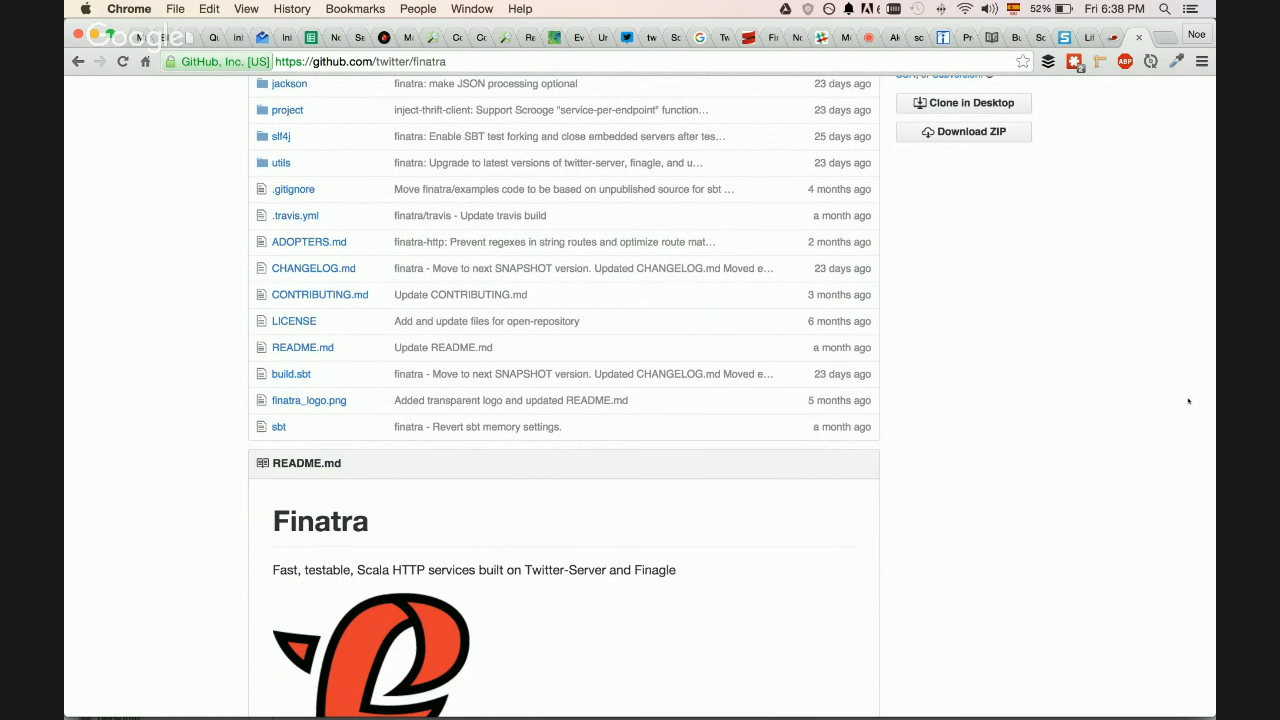 Chrome File Edit View History Bookmarks People Window Help 52% Fri 6:38 PM
Google
Noe
GitHub, Inc. [US] https://github.com/twitter/finatra
jackson finatra: make JSON processing optional 23 days ago
Clone in Desktop
project inject-thrift-client: Support Scrooge "service-per-endpoint" function… 23 days ago
Download ZIP
slf4j finatra: Enable SBT test forking and close embedded servers after tes… 25 days ago
utils finatra: Upgrade to latest versions of twitter-server, finagle, and u… 23 days ago
.gitignore Move finatra/examples code to be based on unpublished source for sbt … 4 months ago
.travis.yml finatra/travis - Update travis build a month ago
ADOPTERS.md finatra-http: Prevent regexes in string routes and optimize route mat… 2 months ago
CHANGELOG.md finatra - Move to next SNAPSHOT version. Updated CHANGELOG.md Moved e… 23 days ago
CONTRIBUTING.md Update CONTRIBUTING.md 3 months ago
LICENSE Add and update files for open-repository 6 months ago
README.md Update README.md a month ago
build.sbt finatra - Move to next SNAPSHOT version. Updated CHANGELOG.md Moved e… 23 days ago
finatra_logo.png Added transparent logo and updated README.md 5 months ago
sbt finatra - Revert sbt memory settings. a month ago
README.md
Finatra
Fast, testable, Scala HTTP services built on Twitter-Server and Finagle